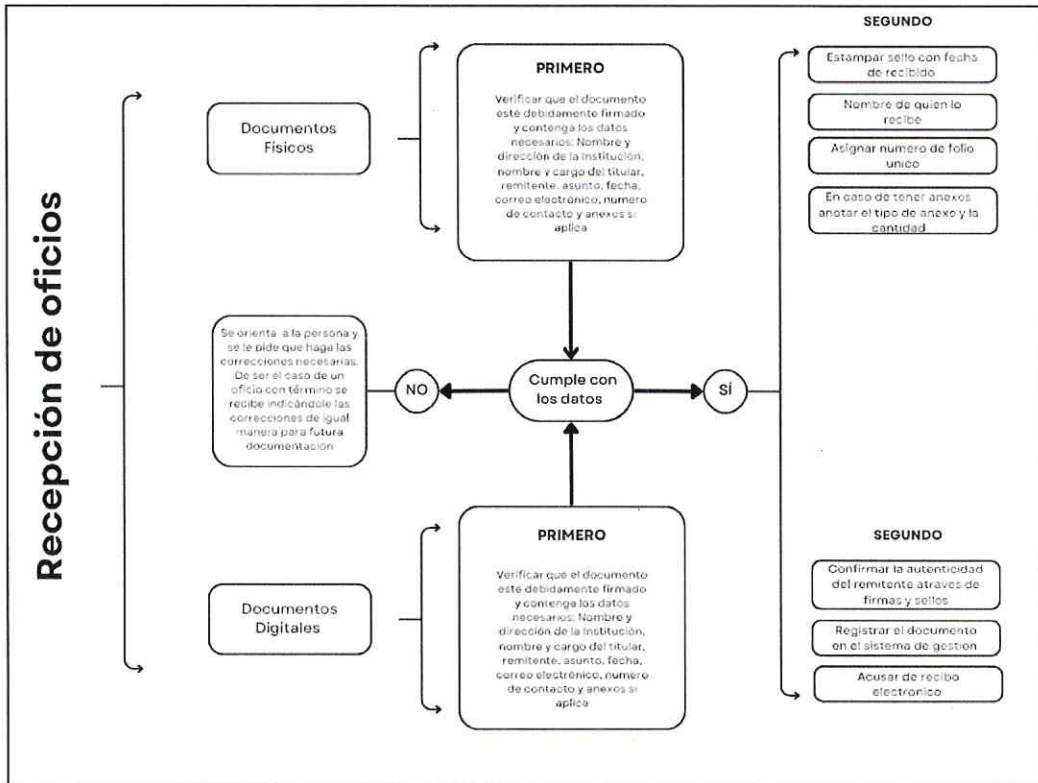 Recepción de oficios
Documentos
Físicos
PRIMERO
Verificar que el documento
este debidamente firmado
y contenga los datos
necesarios: Nombre y
dirección de la Institución,
nombre y cargo del titular,
remitente, asunto, fecha,
correo electrónico, numero
de contacto y anexos si
aplica
SEGUNDO
Estampar sello con fecha
de recibido
Nombre de quien lo
recibe
Asignar numero de folio
unico
En caso de tener anexos
anotar el tipo de anexo y la
cantidad
Se orienta a la persona y
se le pide que haga las
correcciones necesarias.
De ser el caso de un
oficio con término se
recibe indicándole las
correcciones de igual
manera para futura
documentación
NO
Cumple con
los datos
SÍ
Documentos
Digitales
PRIMERO
Verificar que el documento
este debidamente firmado
y contenga los datos
necesarios: Nombre y
dirección de la Institución,
nombre y cargo del titular,
remitente, asunto, fecha,
correo electrónico, numero
de contacto y anexos si
aplica
SEGUNDO
Confirmar la autenticidad
del remitente atraves de
firmas y sellos
Registrar el documento
en el sistema de gestion
Acusar de recibo
electronico